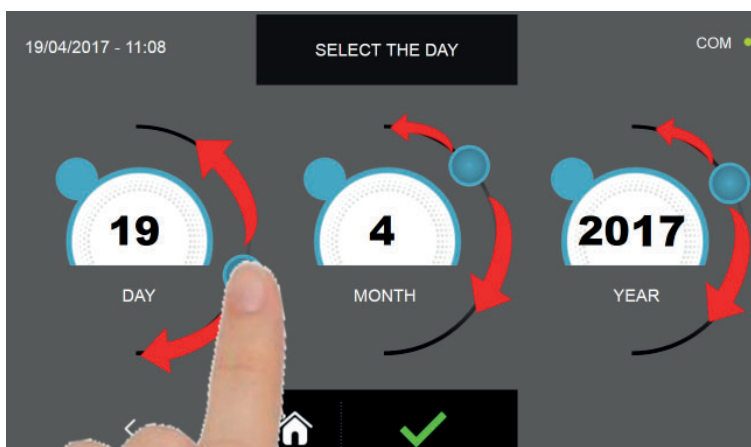 19/04/2017 - 11:08
SELECT THE DAY
COM
19
4
2017
DAY
MONTH
YEAR